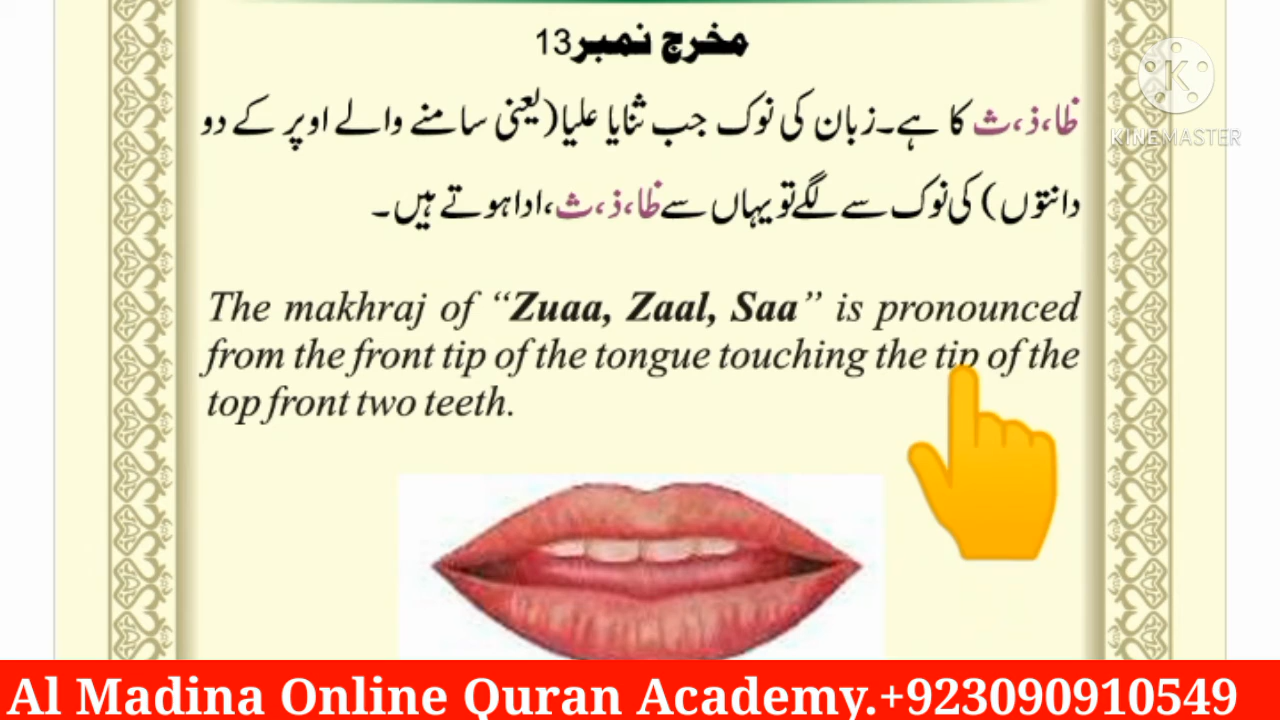 مخرج نمبر13
ظا،ذ،ث کا ہے۔زبان کی نوک جب ثنایا علیا(یعنی سامنے والے اوپر کے دو
دانتوں) کی نوک سے لگے تو یہاں سے ظا،ذ،ث،ادا ہوتے ہیں۔
K
KINEMASTER
The makhraj of “Zuaa, Zaal, Saa” is pronounced
from the front tip of the tongue touching the tip of the
top front two teeth.
Al Madina Online Quran Academy.+923090910549